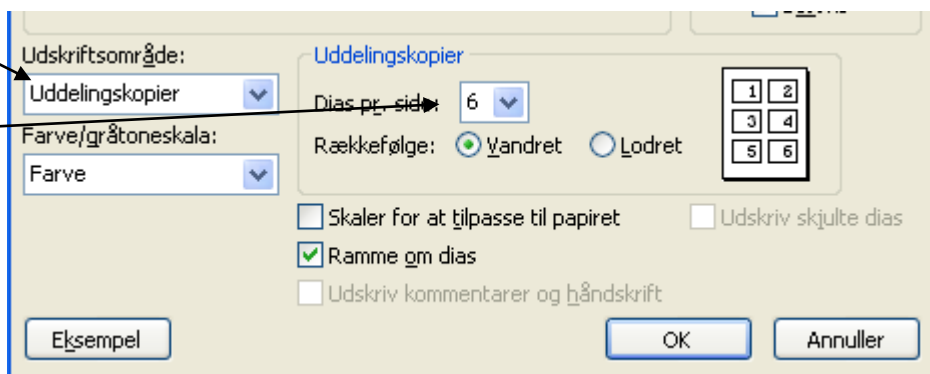 Udskriftsområde:
Uddelingskopier
Farve/gråtoneskala:
Farve
Uddelingskopier
Dias pr. side:
6
Rækkefølge:
Vandret
Lodret
1 2
3 4
5 6
Skaler for at tilpasse til papiret
Udskriv skjulte dias
Ramme om dias
Udskriv kommentarer og håndskrift
Eksempel
OK
Annuller